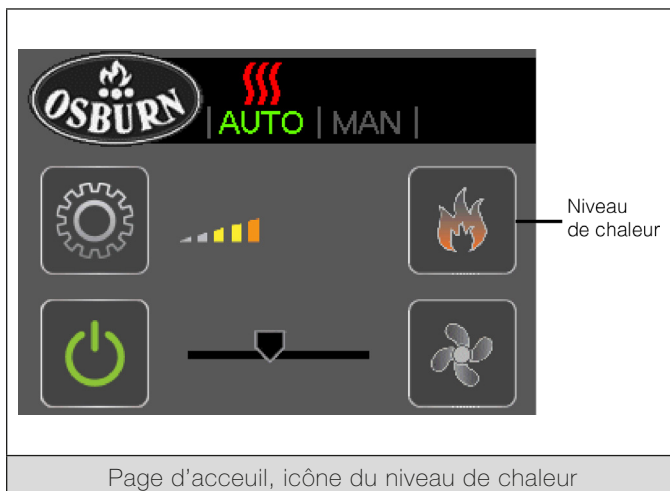 OSBURN
| AUTO | MAN |
Niveau
de chaleur
Page d'acceuil, icône du niveau de chaleur